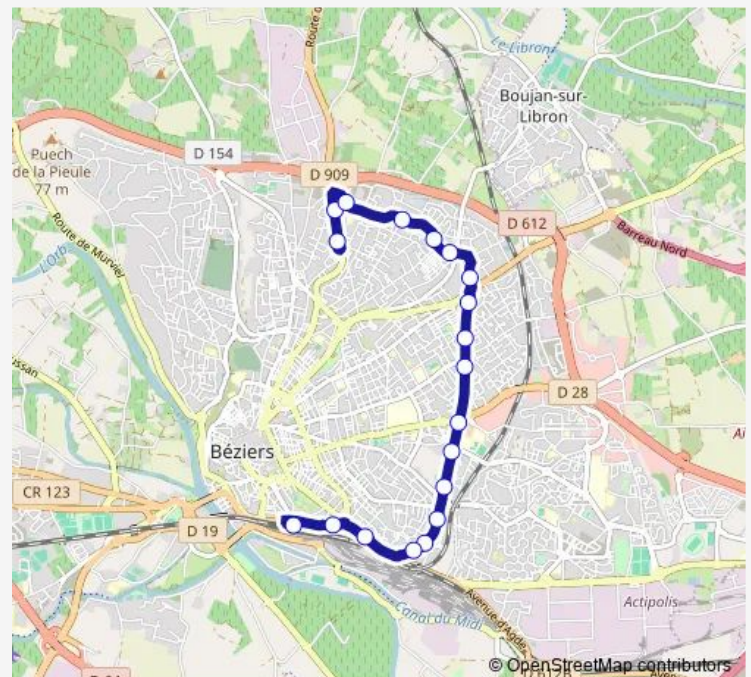 Route d
Le Libron
Boujan-sur-
Libron
D 154
Puech
de la Pieule
77 m
D 909
D 612
Barreau Nord
L'Orb
Route de Murviel
D 28
Béziers
CR 123
D 19
Canal du Midi
Avenue d'Agde
Actipolis
© OpenStreetMap contributors